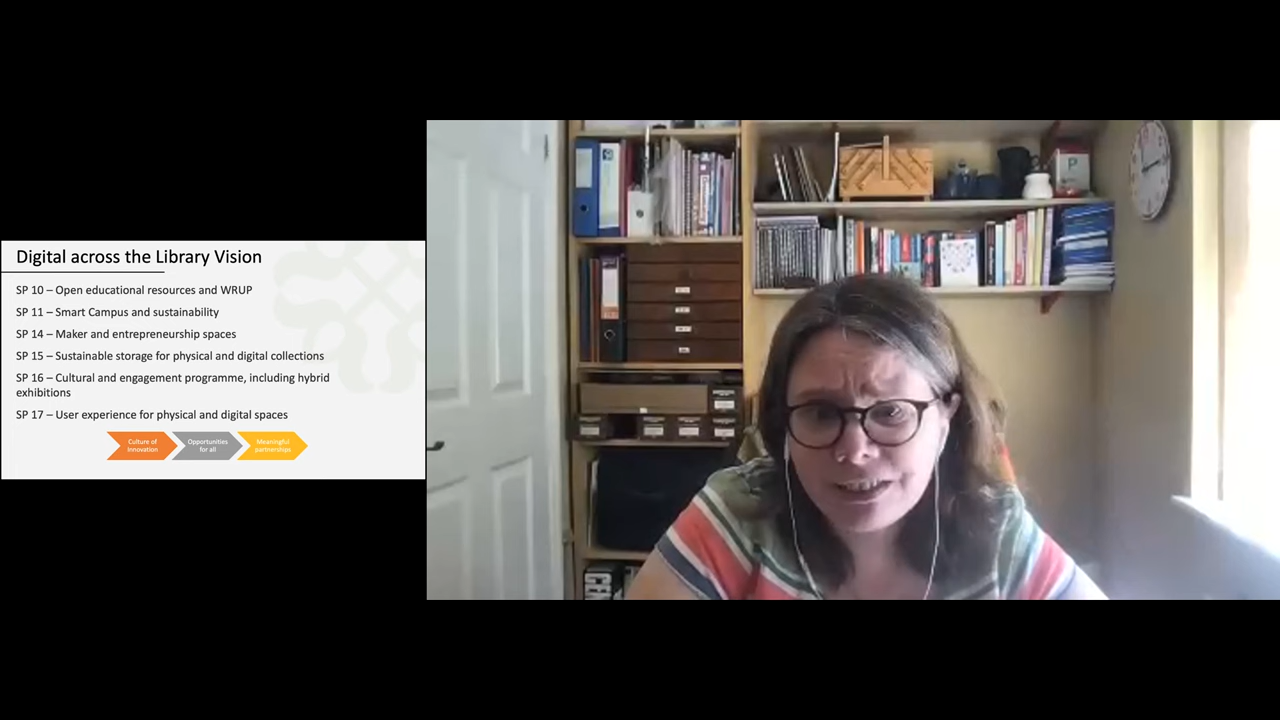 Digital across the Library Vision
SP 10 – Open educational resources and WRUP
SP 11 – Smart Campus and sustainability
SP 14 – Maker and entrepreneurship spaces
SP 15 – Sustainable storage for physical and digital collections
SP 16 – Cultural and engagement programme, including hybrid
exhibitions
SP 17 – User experience for physical and digital spaces
Culture of
Innovation
Opportunities
for all
Meaningful
partnerships
P